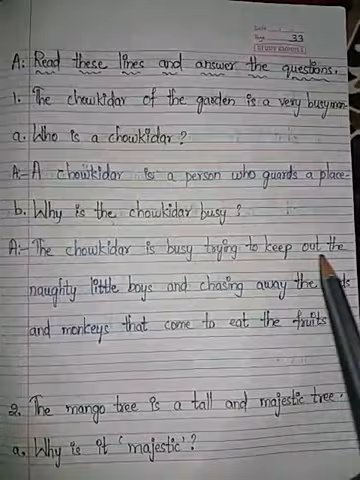 33
A:- Read these lines and answer the questions.
1. The chowkidar of the garden is a very busy man.
a. Who is a chowkidar?
A:- A chowkidar is a person who guards a place.
b. Why is the chowkidar busy?
A:- The chowkidar is busy trying to keep out the
naughty little boys and chasing away the
and monkeys that come to eat the fruits
2. The mango tree is a tall and majestic tree.
a. Why is it 'majestic'?